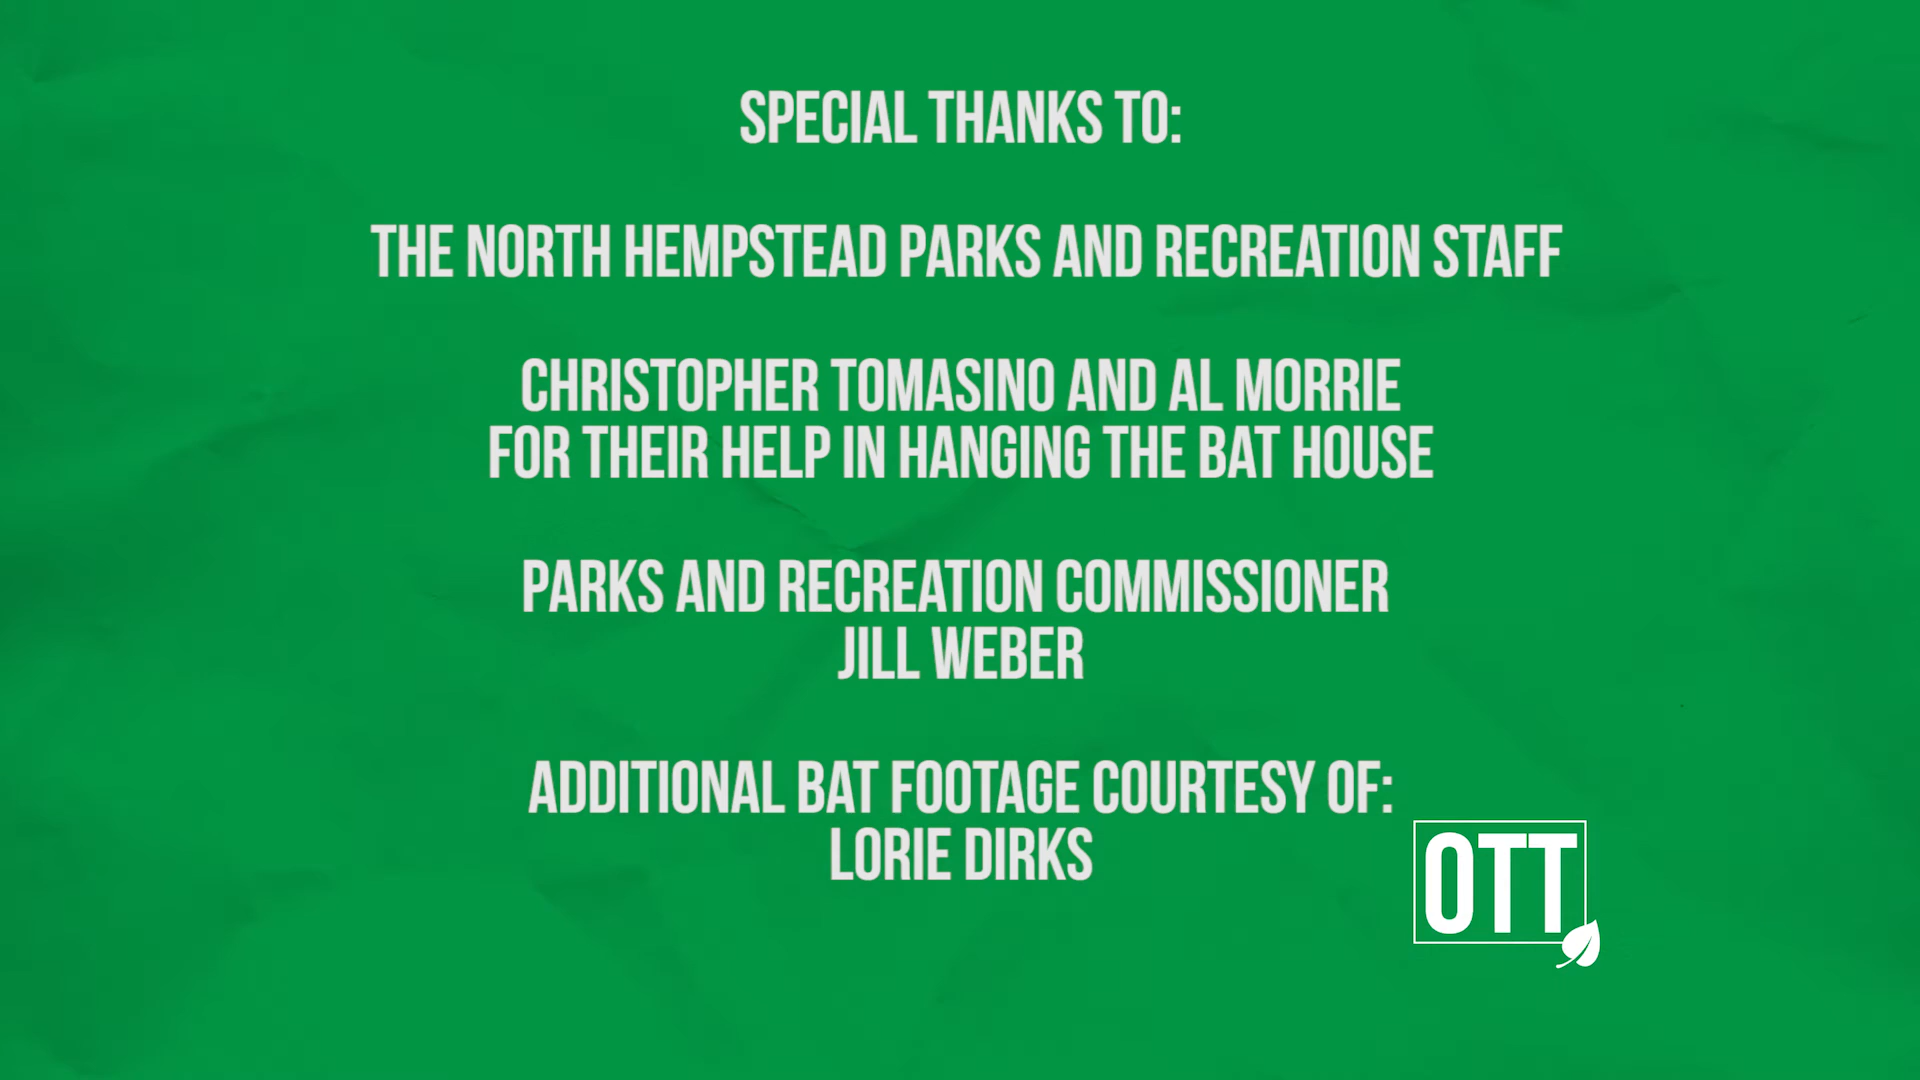 SPECIAL THANKS TO:
THE NORTH HEMPSTEAD PARKS AND RECREATION STAFF
CHRISTOPHER TOMASINO AND AL MORRIE
FOR THEIR HELP IN HANGING THE BAT HOUSE
PARKS AND RECREATION COMMISSIONER
JILL WEBER
ADDITIONAL BAT FOOTAGE COURTESY OF:
LORIE DIRKS
OTT